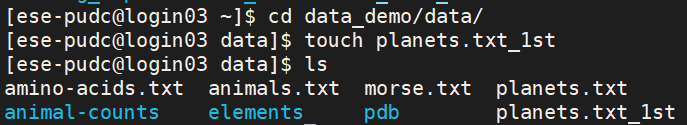 [ese-pudc@login03 ~]$ cd data_demo/data/
[ese-pudc@login03 data]$ touch planets.txt_1st
[ese-pudc@login03 data]$ ls
amino-acids.txt  animals.txt  morse.txt  planets.txt
animal-counts    elements     pdb        planets.txt_1st